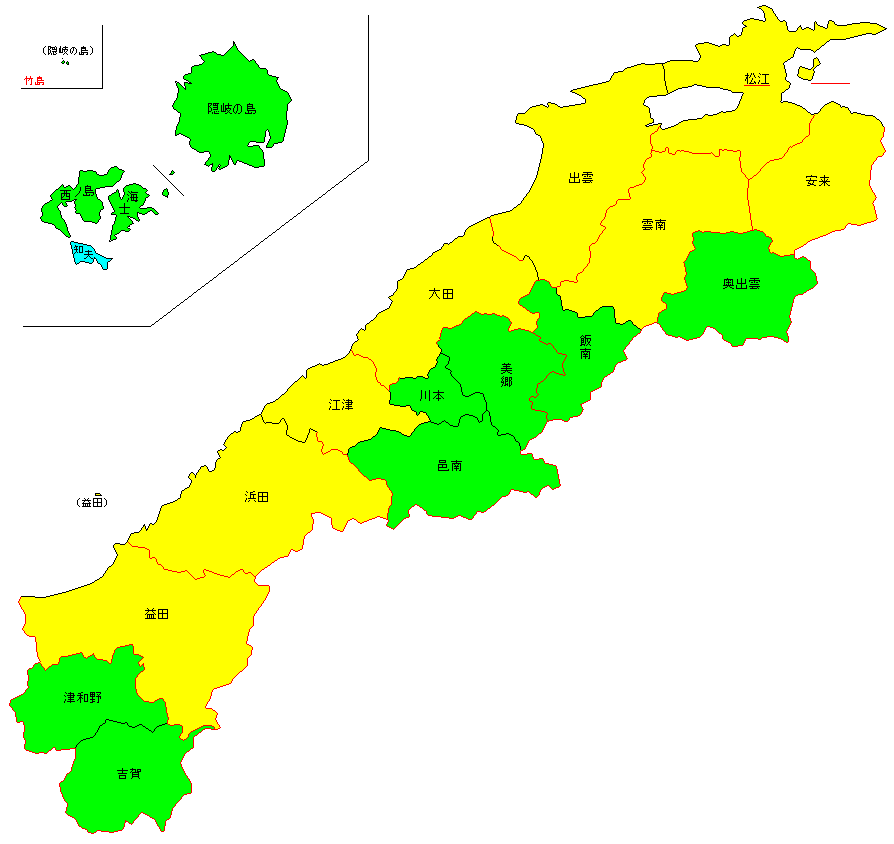 (隠岐の島)
竹島
隠岐の島
西ノ島
海士
知夫
松江
出雲
安来
雲南
奥出雲
大田
飯南
美郷
川本
江津
邑南
浜田
(益田)
益田
津和野
吉賀